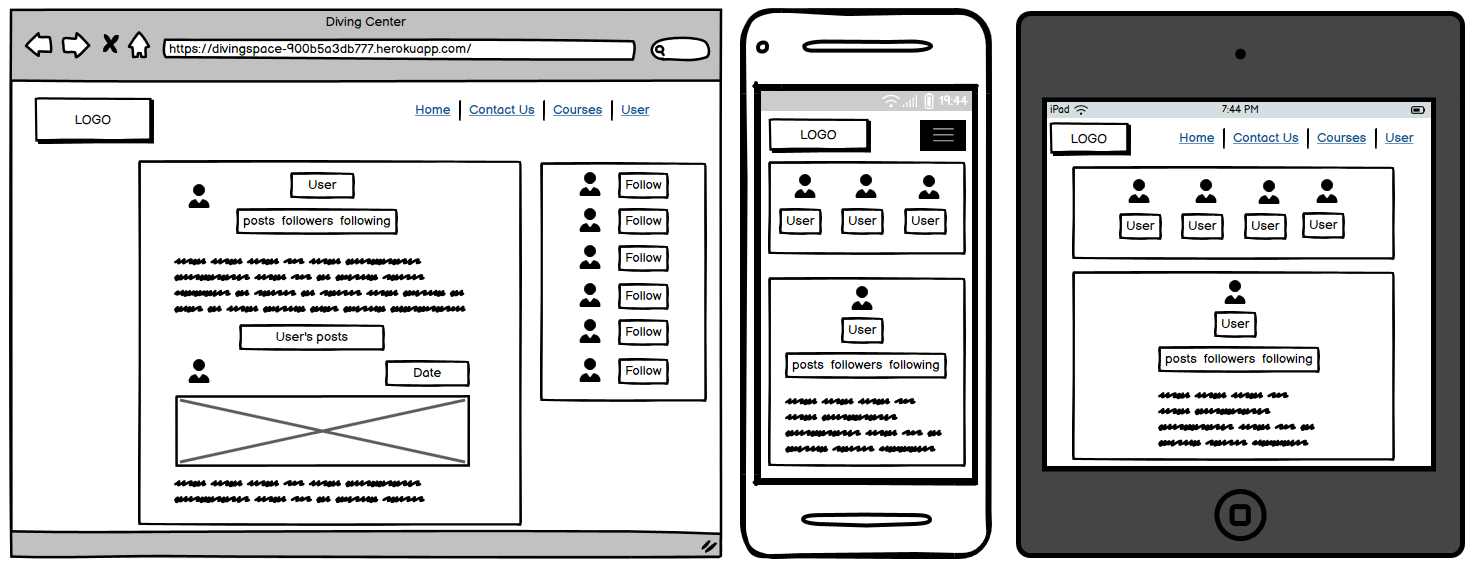 Diving Center
https://divingspace-900b5a3db777.herokuapp.com/
LOGO
Home Contact Us Courses User
User
posts followers following
User's posts
Date
Follow
Follow
Follow
Follow
Follow
Follow
19:44
LOGO
User User User
User
posts followers following
iPad 7:44 PM
LOGO
Home Contact Us Courses User
User User User User
User
posts followers following